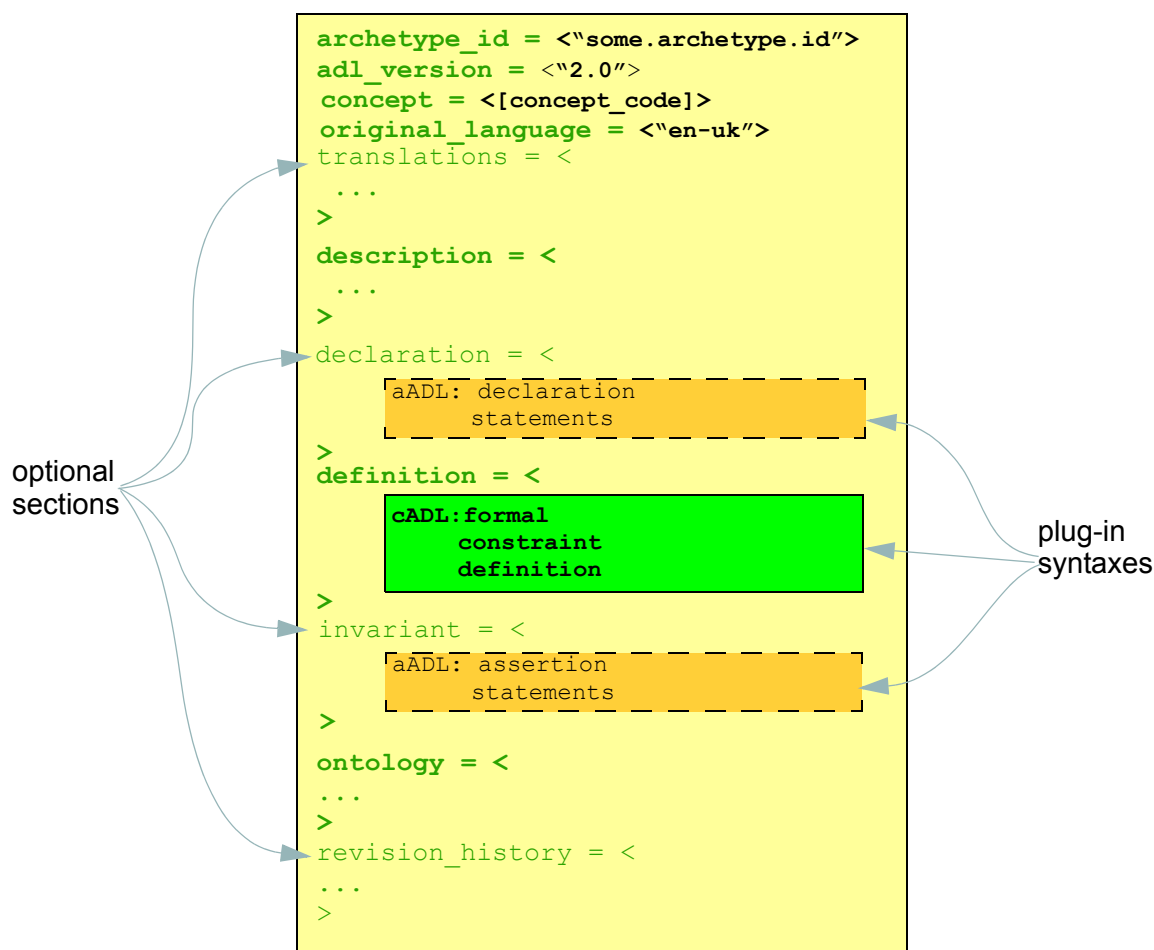 archetype_id = <“some.archetype.id”>
adl_version = <“2.0”>
concept = <[concept_code]>
original_language = <“en-uk”>
translations = <
...
>
description = <
...
>
declaration = <
aADL: declaration
statements
>
definition = <
cADL:formal
constraint
definition
>
invariant = <
aADL: assertion
statements
>
ontology = <
...
>
revision_history = <
...
>
optional
sections
plug-in
syntaxes